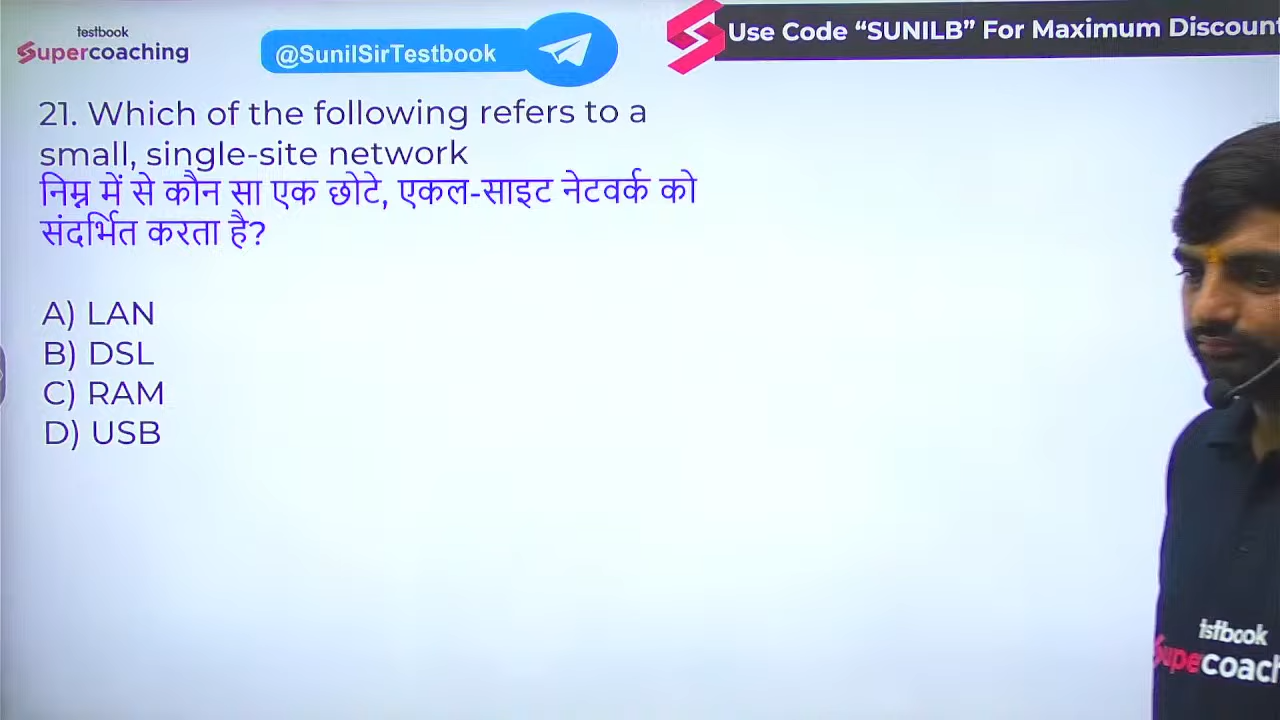 testbook
Supercoaching
@SunilSirTestbook
Use Code “SUNILB” For Maximum Discount
21. Which of the following refers to a
small, single-site network
निम्न में से कौन सा एक छोटे, एकल-साइट नेटवर्क को
संदर्भित करता है?
A) LAN
B) DSL
C) RAM
D) USB
testbook
Supercoach